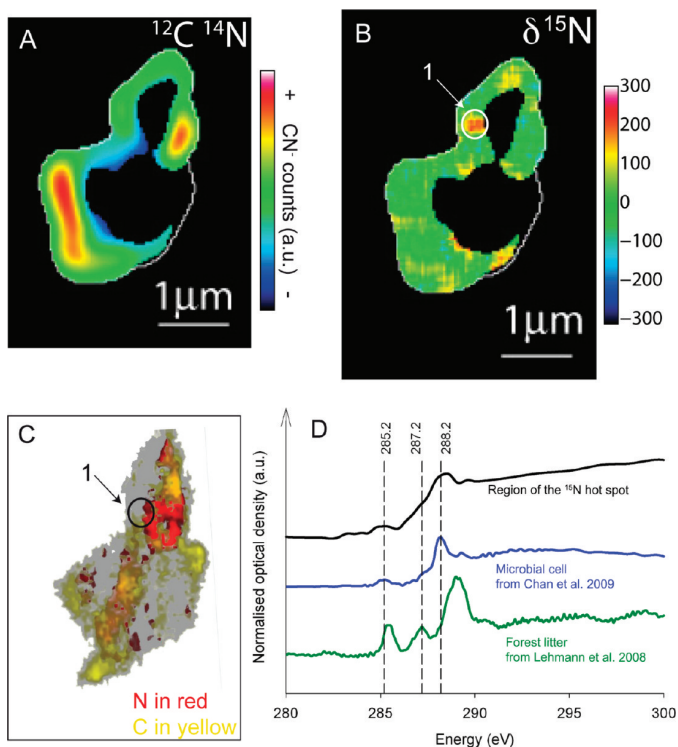 A
¹²C ¹⁴N
+
CN⁻ counts (a.u.)
-
1μm
B
δ¹⁵N
1
300
200
100
0
−100
−200
−300
1μm
C
1
N in red
C in yellow
D
285.2
287.2
288.2
Normalised optical density (a.u.)
Region of the ¹⁵N hot spot
Microbial cell
from Chan et al. 2009
Forest litter
from Lehmann et al. 2008
280
285
290
295
300
Energy (eV)